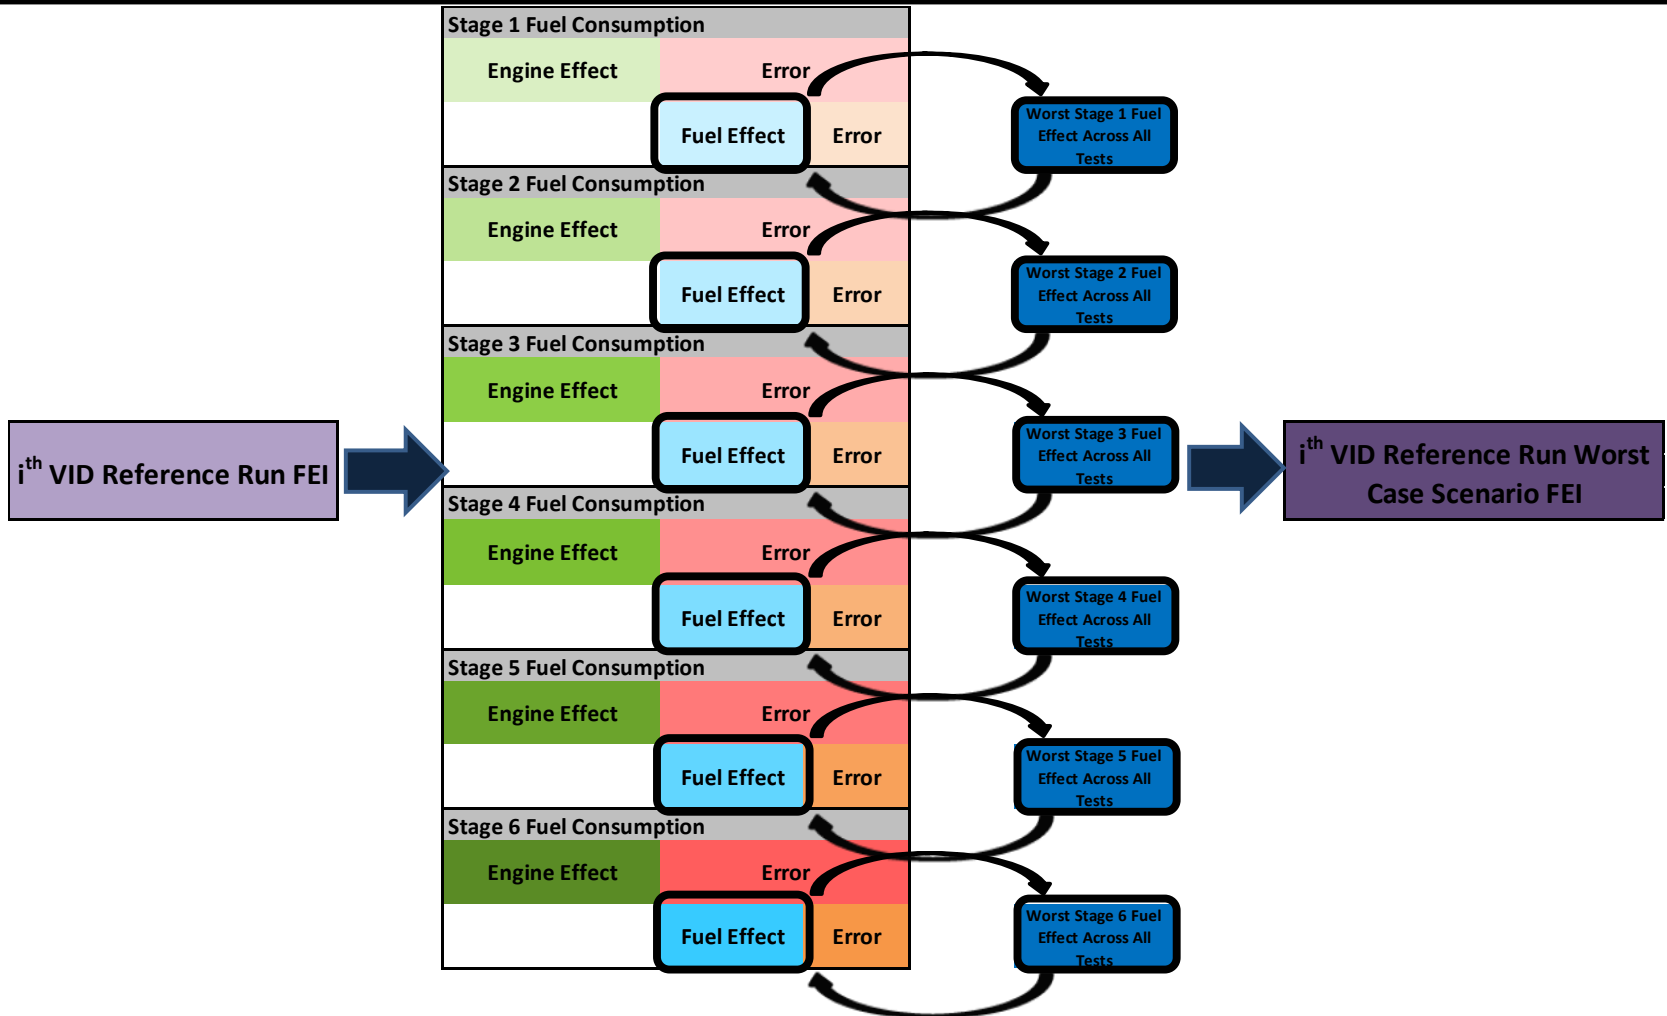 Stage 1 Fuel Consumption
Engine Effect
Error
Fuel Effect
Error
Worst Stage 1 Fuel
Effect Across All
Tests
Stage 2 Fuel Consumption
Engine Effect
Error
Fuel Effect
Error
Worst Stage 2 Fuel
Effect Across All
Tests
Stage 3 Fuel Consumption
Engine Effect
Error
Fuel Effect
Error
Worst Stage 3 Fuel
Effect Across All
Tests
ith VID Reference Run FEI
ith VID Reference Run Worst
Case Scenario FEI
Stage 4 Fuel Consumption
Engine Effect
Error
Fuel Effect
Error
Worst Stage 4 Fuel
Effect Across All
Tests
Stage 5 Fuel Consumption
Engine Effect
Error
Fuel Effect
Error
Worst Stage 5 Fuel
Effect Across All
Tests
Stage 6 Fuel Consumption
Engine Effect
Error
Fuel Effect
Error
Worst Stage 6 Fuel
Effect Across All
Tests